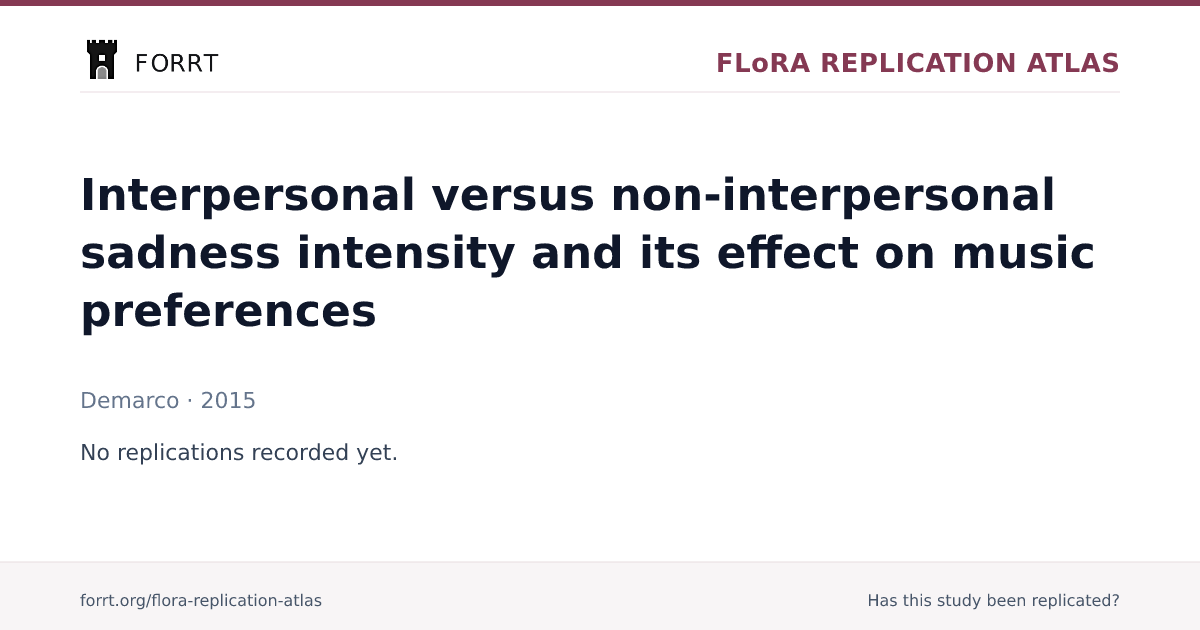 FORRT
FLoRA REPLICATION ATLAS
Interpersonal versus non-interpersonal
sadness intensity and its effect on music
preferences
Demarco · 2015
No replications recorded yet.
forrt.org/flora-replication-atlas
Has this study been replicated?